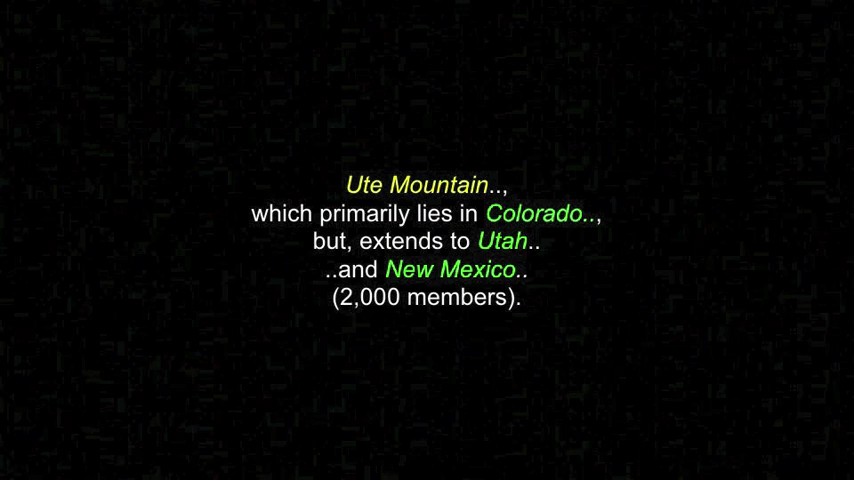 Ute Mountain..,
which primarily lies in Colorado..,
but, extends to Utah..
..and New Mexico..
(2,000 members).